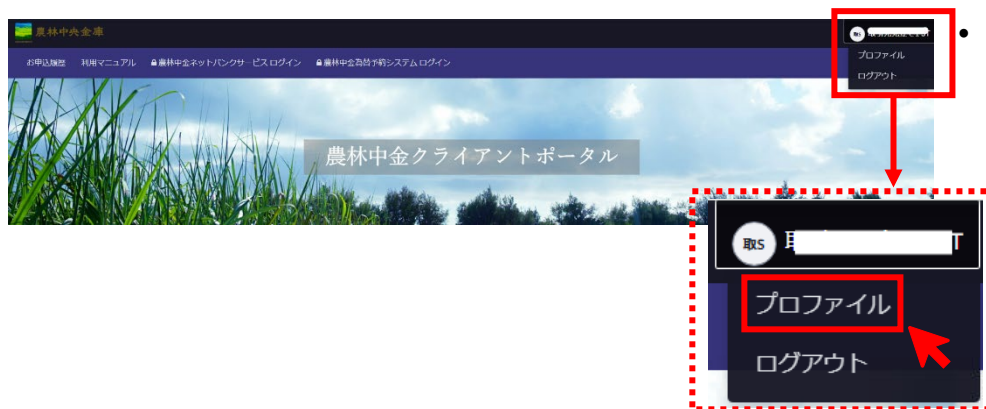 農林中央金庫
お申込履歴 利用マニュアル 農林中金ネットバンクサービスログイン 農林中金為替予約システムログイン
取S
プロファイル
ログアウト
農林中金クライアントポータル
取S
プロファイル
ログアウト